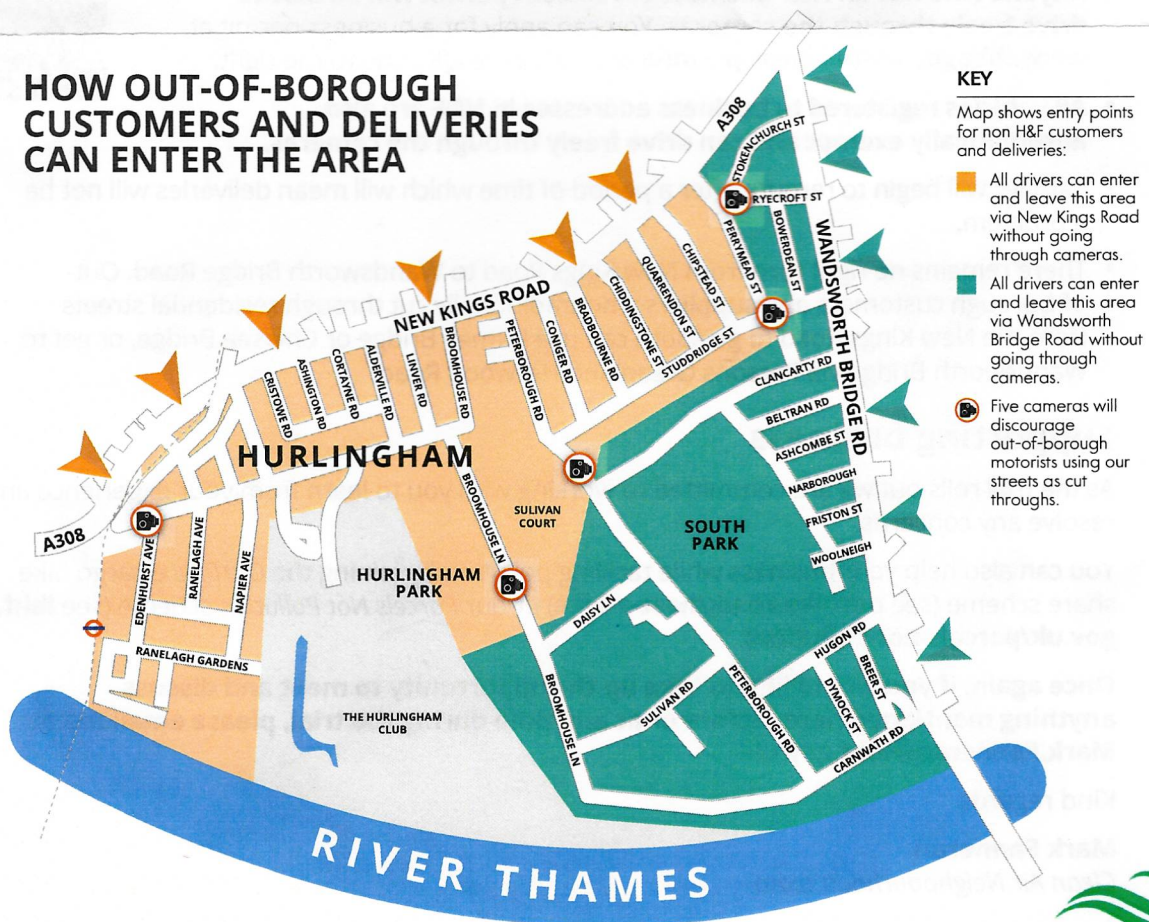 HOW OUT-OF-BOROUGH
CUSTOMERS AND DELIVERIES
CAN ENTER THE AREA
KEY
Map shows entry points
for non H&F customers
and deliveries:
All drivers can enter
and leave this area
via New Kings Road
without going
through cameras.
All drivers can enter
and leave this area
via Wandsworth
Bridge Road without
going through
cameras.
Five cameras will
discourage
out-of-borough
motorists using our
streets as cut
throughs.
A308
STOKENCHURCH ST
RYECROFT ST
BOWERDEAN ST
PERRYMEAD ST
WANDSWORTH BRIDGE RD
CHIPSTEAD ST
QUARRENDON ST
CHIDDINGSTONE ST
STUDDRIDGE ST
BRADBOURNE RD
CONIGER RD
PETERBOROUGH RD
NEW KINGS ROAD
BROOMHOUSE RD
LINVER RD
ALDERVILLE RD
CORTAYNE RD
ASHINGTON RD
CRISTOWE RD
CLANCARTY RD
BELTRAN RD
ASHCOMBE ST
NARBOROUGH
FRISTON ST
WOOLNEIGH
HURLINGHAM
BROOMHOUSE LN
SULIVAN
COURT
SOUTH
PARK
A308
EDENHURST AVE
RANELAGH AVE
NAPIER AVE
HURLINGHAM
PARK
DAISY LN
RANELAGH GARDENS
HUGON RD
BREER ST
DYMOCK ST
BROOMHOUSE LN
SULIVAN RD
PETERBOROUGH RD
CARNWATH RD
THE HURLINGHAM
CLUB
RIVER THAMES